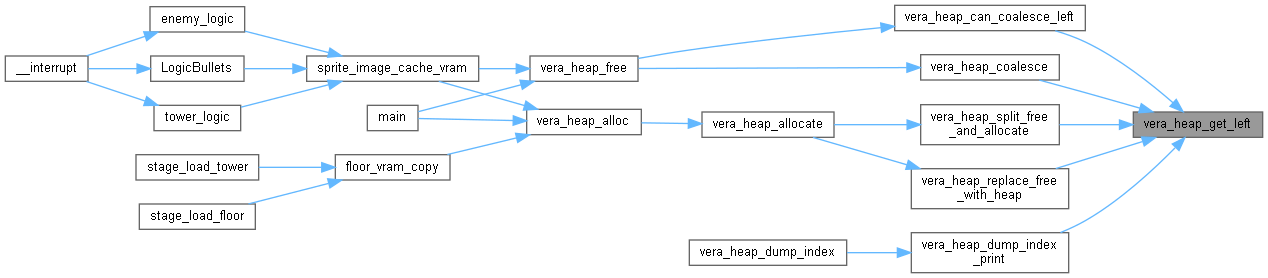 enemy_logic
__interrupt
LogicBullets
tower_logic
sprite_image_cache_vram
main
stage_load_tower
floor_vram_copy
stage_load_floor
vera_heap_free
vera_heap_alloc
vera_heap_can_coalesce_left
vera_heap_coalesce
vera_heap_allocate
vera_heap_split_free
_and_allocate
vera_heap_get_left
vera_heap_replace_free
_with_heap
vera_heap_dump_index
vera_heap_dump_index
_print